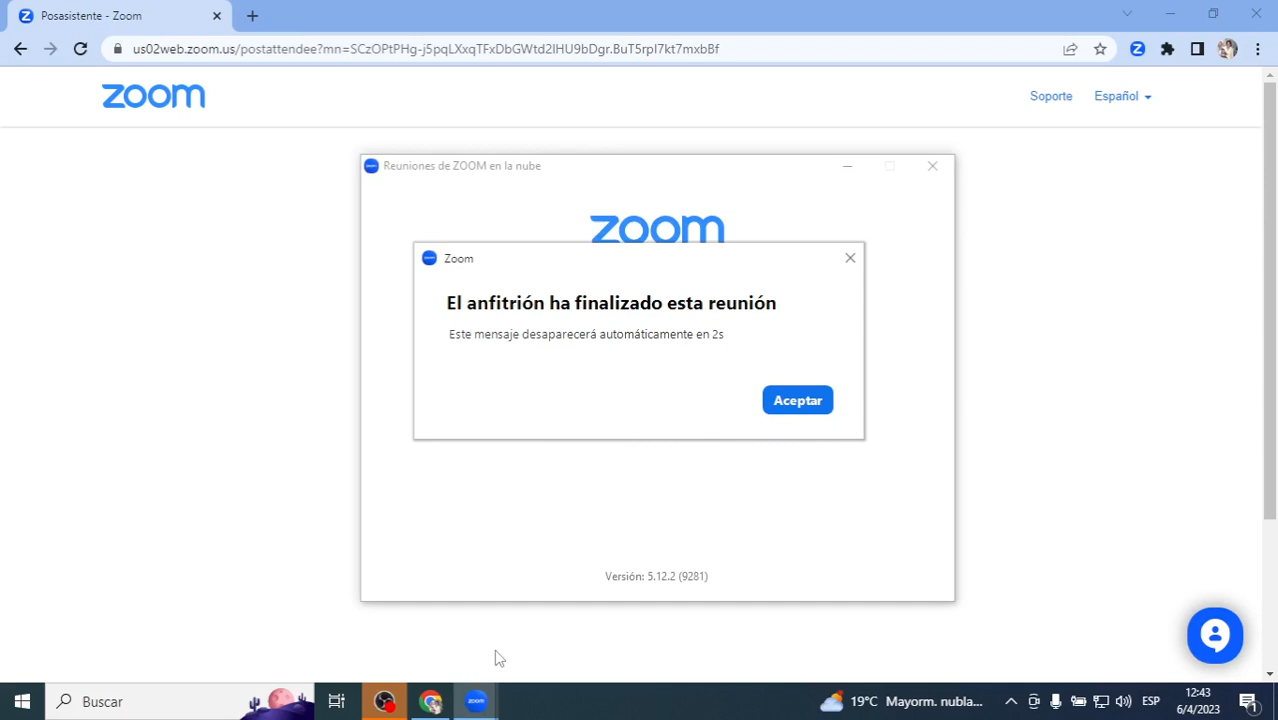 Posasistente - Zoom
us02web.zoom.us/postattendee?mn=SCzOPtPHg-j5pqLXxqTFxDbGWtd2IHU9bDgr.BuT5rpI7kt7mxbBf
zoom
Soporte
Español
Reuniones de ZOOM en la nube
zoom
Zoom
El anfitrión ha finalizado esta reunión
Este mensaje desaparecerá automáticamente en 2s
Aceptar
Versión: 5.12.2 (9281)
Buscar
19°C Mayorm. nubla...
ESP
12:43
6/4/2023
1